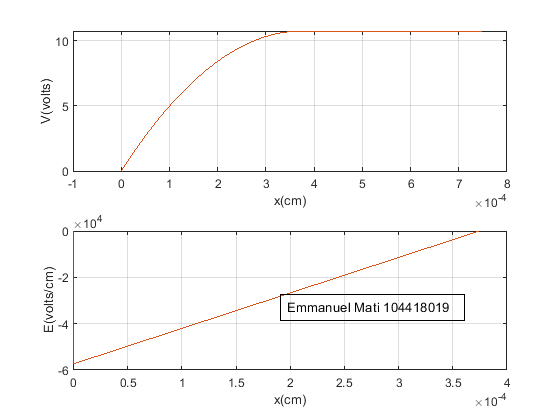 10
5
0
V(volts)
-1 0 1 2 3 4 5 6 7 8
x(cm)
×10⁻⁴
×10⁴
0
-2
-4
-6
E(volts/cm)
Emmanuel Mati 104418019
0 0.5 1 1.5 2 2.5 3 3.5 4
x(cm)
×10⁻⁴